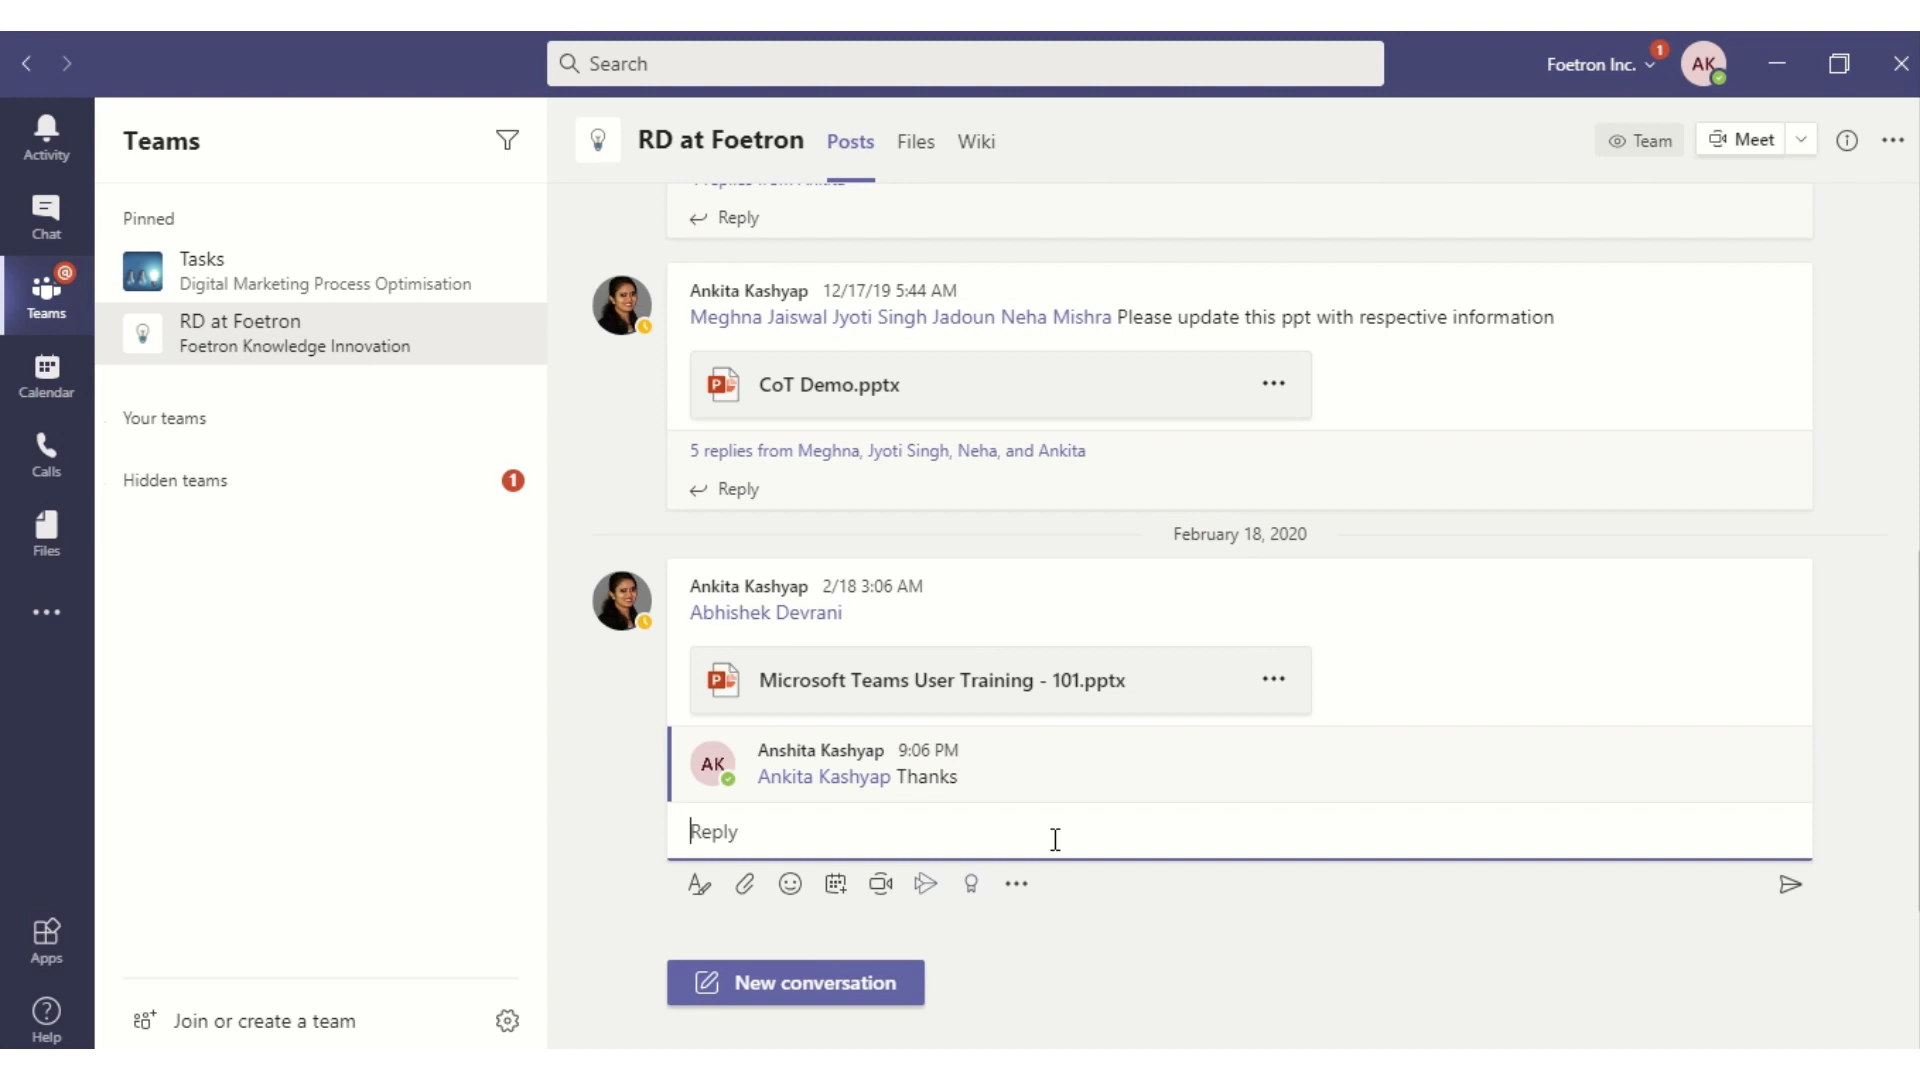 Search
Foetron Inc.
1
AK
Activity
Chat
@
Teams
Calendar
Calls
Files
Apps
Help
Teams
Pinned
Tasks
Digital Marketing Process Optimisation
RD at Foetron
Foetron Knowledge Innovation
Your teams
Hidden teams
1
Join or create a team
RD at Foetron
Posts
Files
Wiki
Team
Meet
Reply
Ankita Kashyap 12/17/19 5:44 AM
Meghna Jaiswal Jyoti Singh Jadoun Neha Mishra Please update this ppt with respective information
CoT Demo.pptx
5 replies from Meghna, Jyoti Singh, Neha, and Ankita
Reply
February 18, 2020
Ankita Kashyap 2/18 3:06 AM
Abhishek Devrani
Microsoft Teams User Training - 101.pptx
AK
Anshita Kashyap 9:06 PM
Ankita Kashyap Thanks
Reply
New conversation